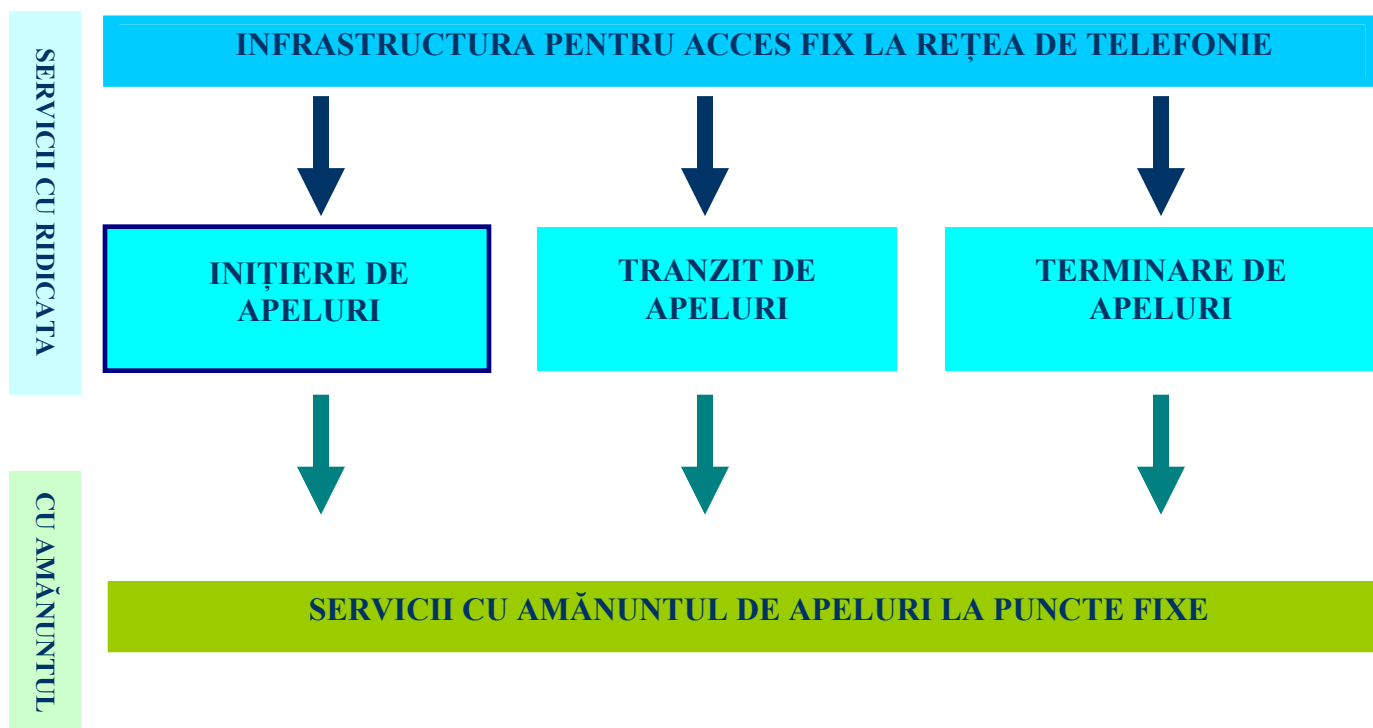 SERVICII CU RIDICATA
INFRASTRUCTURA PENTRU ACCES FIX LA REȚEA DE TELEFONIE
INIȚIERE DE
APELURI
TRANZIT DE
APELURI
TERMINARE DE
APELURI
CU AMĂNUNTUL
SERVICII CU AMĂNUNTUL DE APELURI LA PUNCTE FIXE